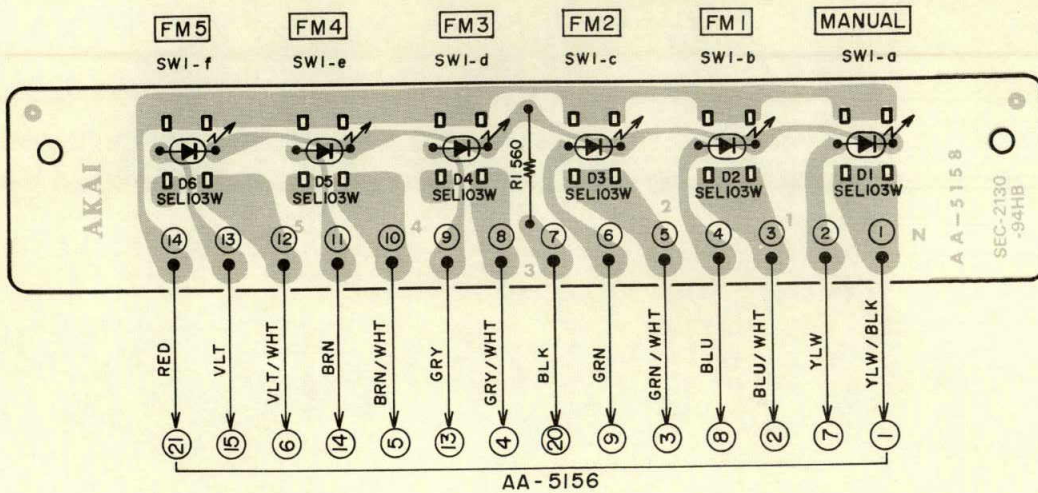 FM5 FM4 FM3 FM2 FM1 MANUAL
SW1-f SW1-e SW1-d SW1-c SW1-b SW1-a
AKAI
R1 560
D6 D5 D4 D3 D2 D1
SEL103W SEL103W SEL103W SEL103W SEL103W SEL103W
5 4 3 2 1 N
AA-5158
SEC-2130
-94HB
14 13 12 11 10 9 8 7 6 5 4 3 2 1
RED VLT VLT/WHT BRN BRN/WHT GRY GRY/WHT BLK GRN GRN/WHT BLU BLU/WHT YLW YLW/BLK
21 15 6 14 5 13 4 20 9 3 8 2 7 1
AA-5156